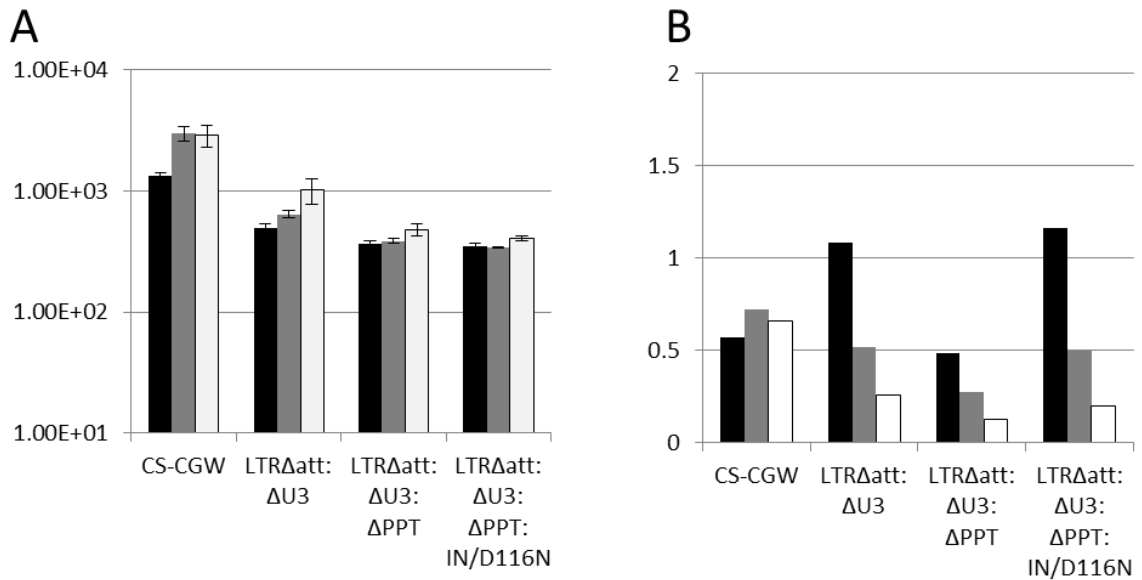 A
1.00E+04
1.00E+03
1.00E+02
1.00E+01
CS-CGW
LTRΔatt:
ΔU3
LTRΔatt:
ΔU3:
ΔPPT
LTRΔatt:
ΔU3:
ΔPPT:
IN/D116N
B
2
1.5
1
0.5
0
CS-CGW
LTRΔatt:
ΔU3
LTRΔatt:
ΔU3:
ΔPPT
LTRΔatt:
ΔU3:
ΔPPT:
IN/D116N